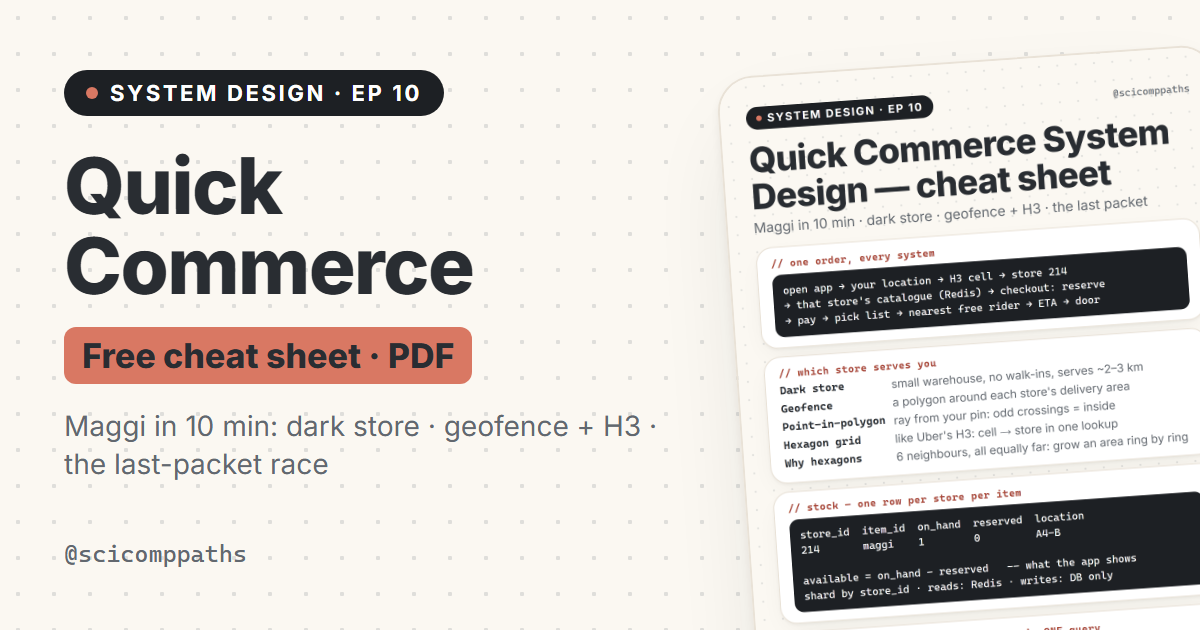 SYSTEM DESIGN · EP 10
Quick
Commerce
Free cheat sheet · PDF
Maggi in 10 min: dark store · geofence + H3 ·
the last-packet race
@scicomppaths
@scicomppaths
SYSTEM DESIGN · EP 10
Quick Commerce System
Design — cheat sheet
Maggi in 10 min · dark store · geofence + H3 · the last packet
// one order, every system
open app → your location → H3 cell → store 214
→ that store's catalogue (Redis) → checkout: reserve
→ pay → pick list → nearest free rider → ETA → door
// which store serves you
Dark store small warehouse, no walk-ins, serves ~2–3 km
Geofence a polygon around each store's delivery area
Point-in-polygon ray from your pin: odd crossings = inside
Hexagon grid like Uber's H3: cell → store in one lookup
Why hexagons 6 neighbours, all equally far: grow an area ring by ring
// stock — one row per store per item
store_id item_id on_hand reserved location
214 maggi 1 0 A4-B
available = on_hand − reserved -- what the app shows
shard by store_id · reads: Redis · writes: DB only